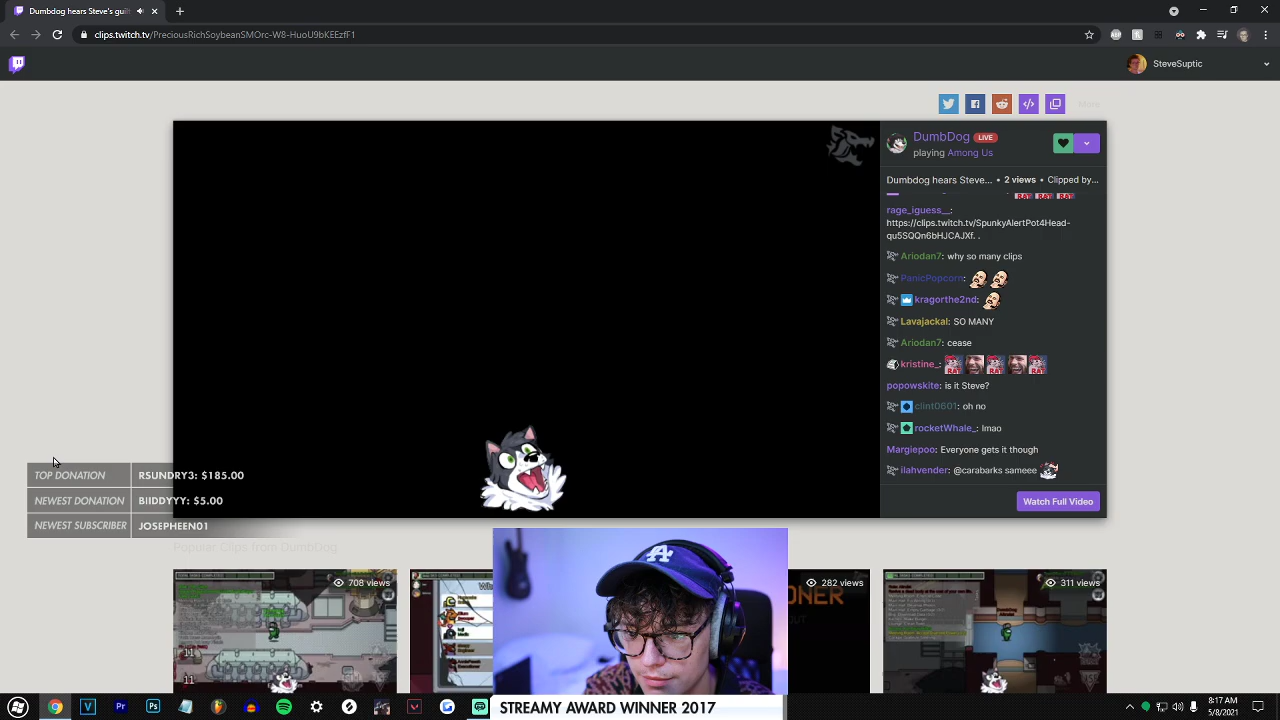 Dumbdog hears Steve gus
clips.twitch.tv/PreciousRichSoybeanSMOrc-W8-HuoU9bKEEzfF1
SteveSuptic
More
DumbDog LIVE
playing Among Us
Dumbdog hears Steve... • 2 views • Clipped by...
rage_iguess__:
https://clips.twitch.tv/SpunkyAlertPot4Head-
qu5SQQn6bHJCAJXf. .
Ariodan7: why so many clips
PanicPopcorn:
kragorthe2nd:
Lavajackal: SO MANY
Ariodan7: cease
kristine_:
popowskite: is it Steve?
clint0601: oh no
rocketWhale_: lmao
Margiepoo: Everyone gets it though
ilahvender: @carabarks sameee
Watch Full Video
TOP DONATION RSUNDRY3: $185.00
NEWEST DONATION BIIDDYYY: $5.00
NEWEST SUBSCRIBER JOSEPHEEN01
Popular Clips from DumbDog
708 views
282 views
311 views
STREAMY AWARD WINNER 2017
8:17 AM
5/8/2021